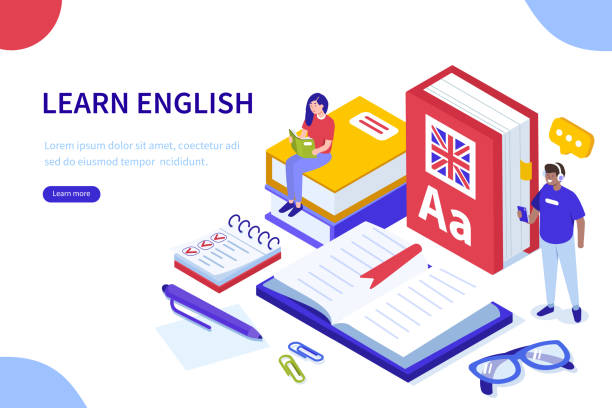 LEARN ENGLISH
Lorem ipsum dolor sit amet, coectetur adi
sed do eiusmod tempor ncididunt.
Learn more
Aa